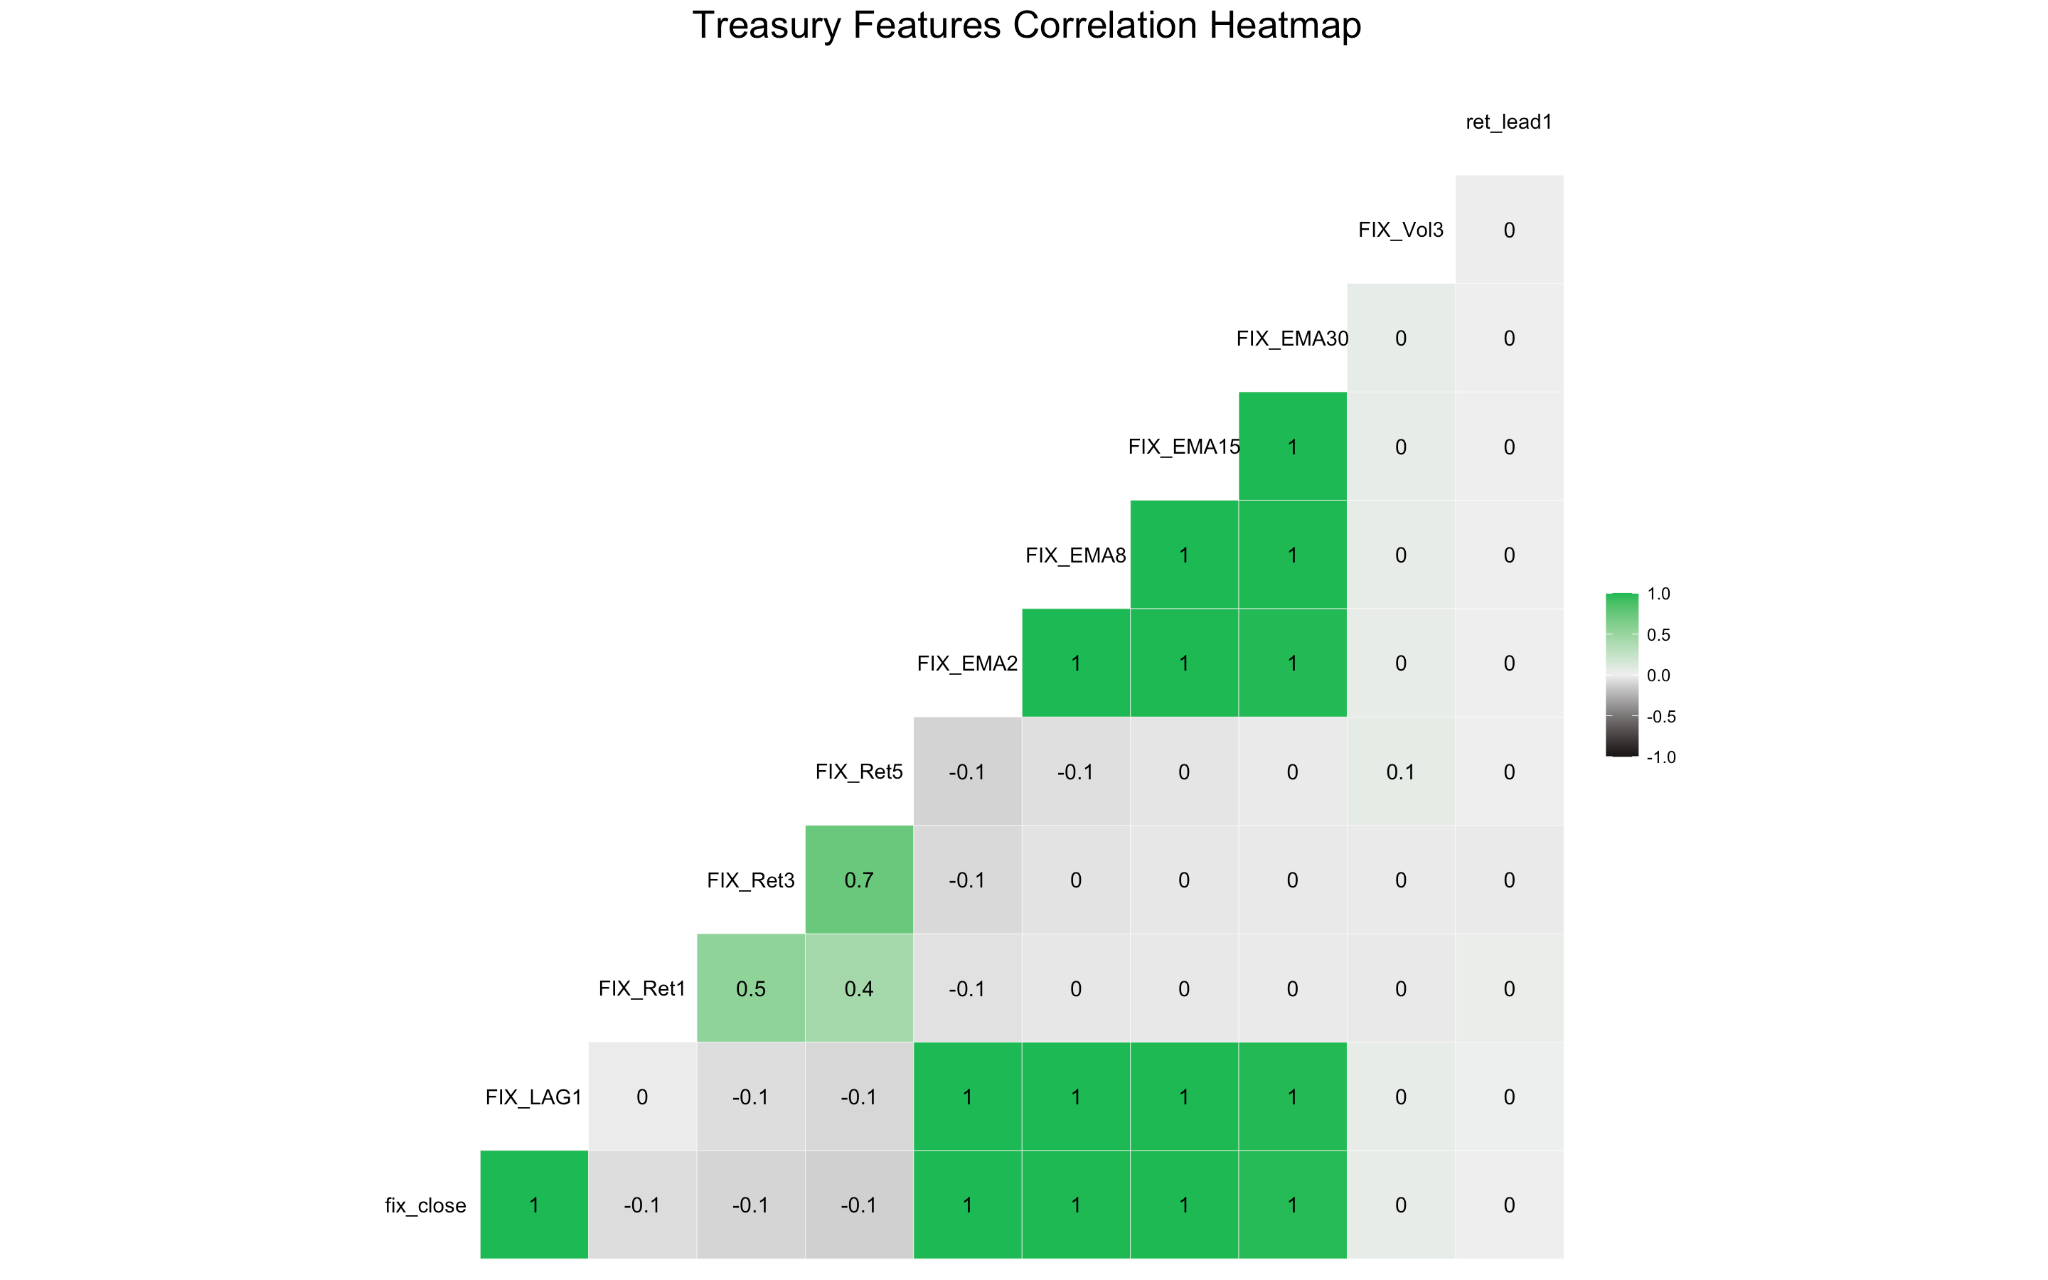 Treasury Features Correlation Heatmap
ret_lead1
FIX_Vol3 0
FIX_EMA30 0 0
FIX_EMA15 1 0 0
FIX_EMA8 1 1 0 0
1.0
0.5
FIX_EMA2 1 1 1 0 0
0.0
-0.5
-1.0
FIX_Ret5 -0.1 -0.1 0 0 0.1 0
FIX_Ret3 0.7 -0.1 0 0 0 0 0
FIX_Ret1 0.5 0.4 -0.1 0 0 0 0 0
FIX_LAG1 0 -0.1 -0.1 1 1 1 1 0 0
fix_close 1 -0.1 -0.1 -0.1 1 1 1 1 0 0